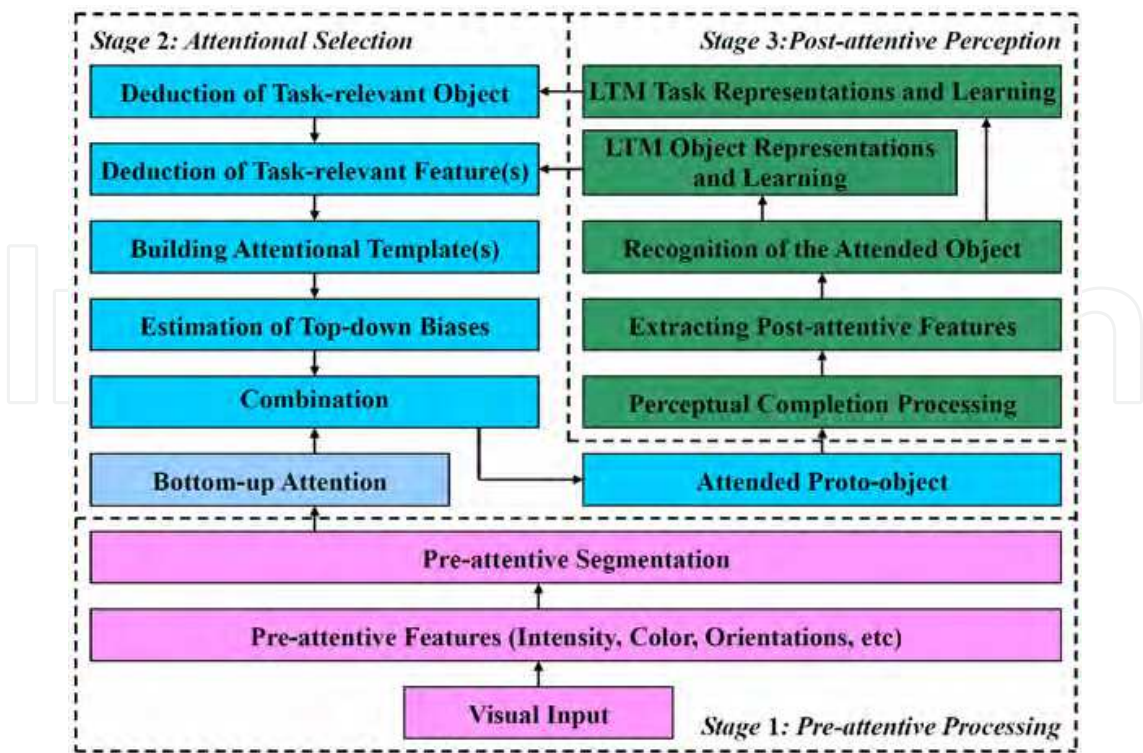 Stage 2: Attentional Selection
Deduction of Task-relevant Object
Deduction of Task-relevant Feature(s)
Building Attentional Template(s)
Estimation of Top-down Biases
Combination
Bottom-up Attention
Stage 3:Post-attentive Perception
LTM Task Representations and Learning
LTM Object Representations
and Learning
Recognition of the Attended Object
Extracting Post-attentive Features
Perceptual Completion Processing
Attended Proto-object
Pre-attentive Segmentation
Pre-attentive Features (Intensity, Color, Orientations, etc)
Visual Input
Stage 1: Pre-attentive Processing